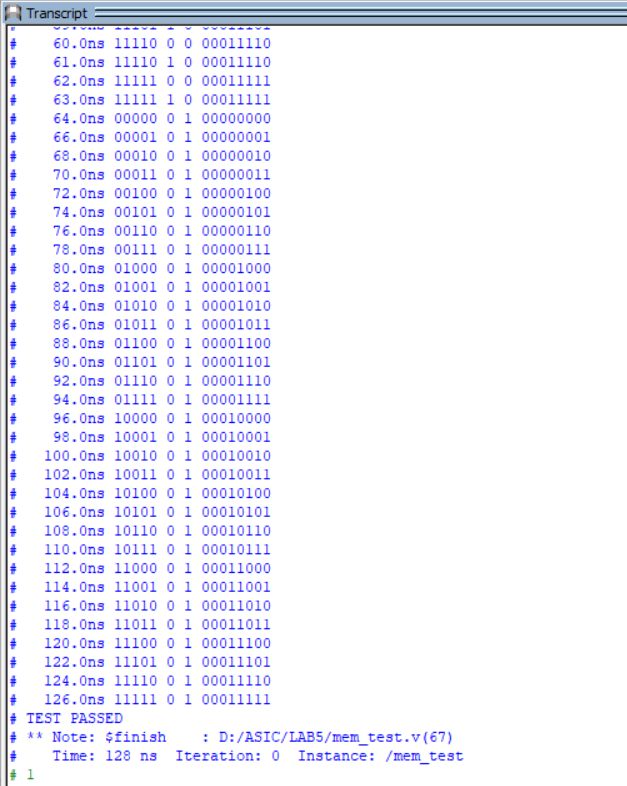 Transcript
# 60.0ns 11110 0 0 00011110
# 61.0ns 11110 1 0 00011110
# 62.0ns 11111 0 0 00011111
# 63.0ns 11111 1 0 00011111
# 64.0ns 00000 0 1 00000000
# 66.0ns 00001 0 1 00000001
# 68.0ns 00010 0 1 00000010
# 70.0ns 00011 0 1 00000011
# 72.0ns 00100 0 1 00000100
# 74.0ns 00101 0 1 00000101
# 76.0ns 00110 0 1 00000110
# 78.0ns 00111 0 1 00000111
# 80.0ns 01000 0 1 00001000
# 82.0ns 01001 0 1 00001001
# 84.0ns 01010 0 1 00001010
# 86.0ns 01011 0 1 00001011
# 88.0ns 01100 0 1 00001100
# 90.0ns 01101 0 1 00001101
# 92.0ns 01110 0 1 00001110
# 94.0ns 01111 0 1 00001111
# 96.0ns 10000 0 1 00010000
# 98.0ns 10001 0 1 00010001
# 100.0ns 10010 0 1 00010010
# 102.0ns 10011 0 1 00010011
# 104.0ns 10100 0 1 00010100
# 106.0ns 10101 0 1 00010101
# 108.0ns 10110 0 1 00010110
# 110.0ns 10111 0 1 00010111
# 112.0ns 11000 0 1 00011000
# 114.0ns 11001 0 1 00011001
# 116.0ns 11010 0 1 00011010
# 118.0ns 11011 0 1 00011011
# 120.0ns 11100 0 1 00011100
# 122.0ns 11101 0 1 00011101
# 124.0ns 11110 0 1 00011110
# 126.0ns 11111 0 1 00011111
# TEST PASSED
# ** Note: $finish : D:/ASIC/LAB5/mem_test.v(67)
# Time: 128 ns Iteration: 0 Instance: /mem_test
# 1